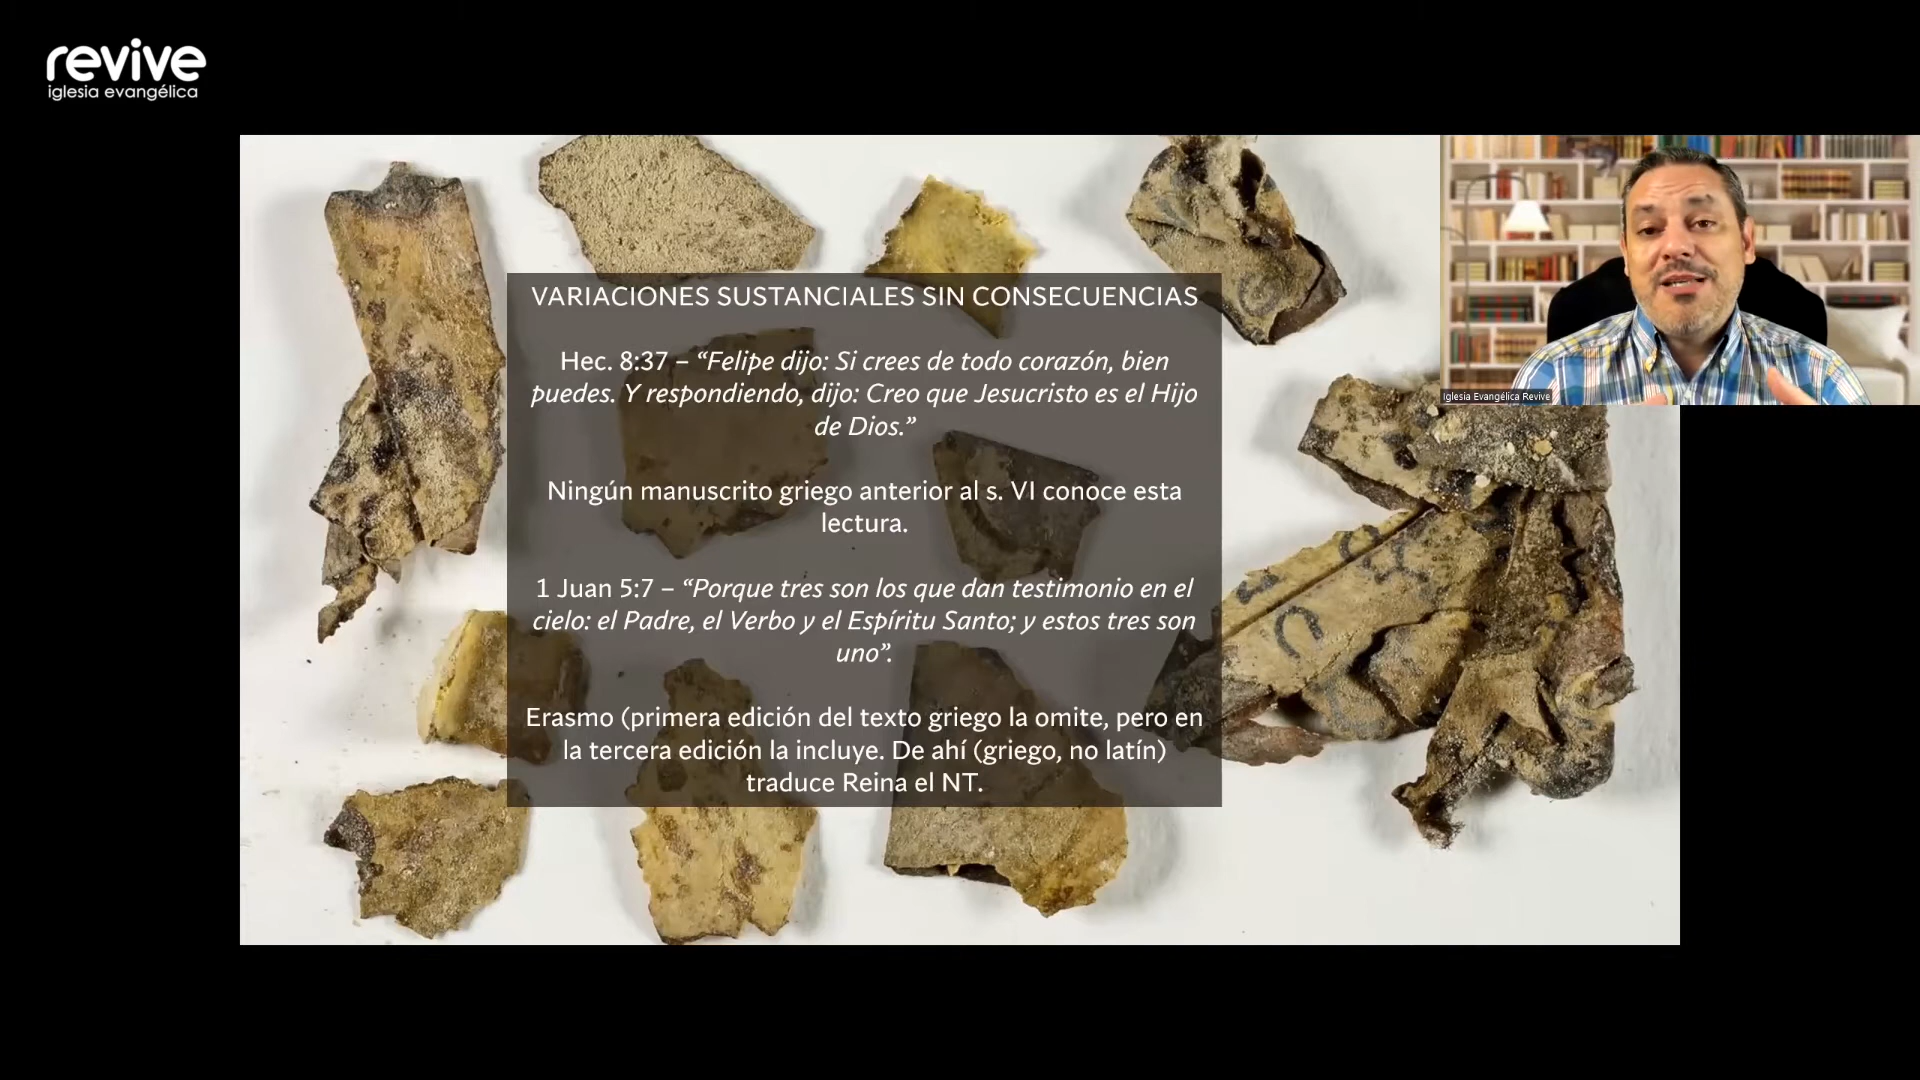 revive
iglesia evangélica
VARIACIONES SUSTANCIALES SIN CONSECUENCIAS
Hec. 8:37 – “Felipe dijo: Si crees de todo corazón, bien
puedes. Y respondiendo, dijo: Creo que Jesucristo es el Hijo
de Dios.”
Ningún manuscrito griego anterior al s. VI conoce esta
lectura.
1 Juan 5:7 – “Porque tres son los que dan testimonio en el
cielo: el Padre, el Verbo y el Espíritu Santo; y estos tres son
uno”.
Erasmo (primera edición del texto griego la omite, pero en
la tercera edición la incluye. De ahí (griego, no latín)
traduce Reina el NT.
Iglesia Evangélica Revive